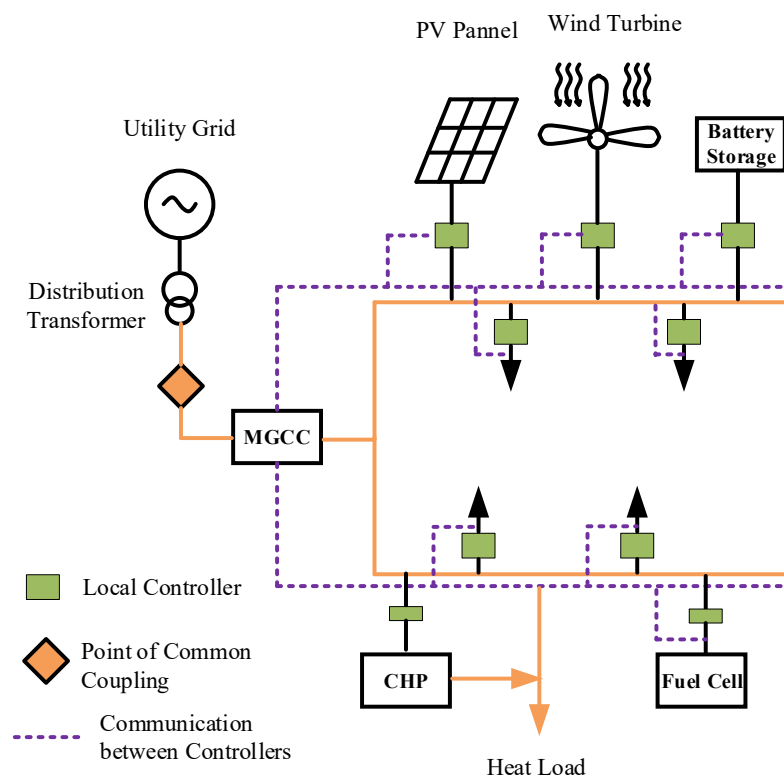 PV Pannel
Wind Turbine
Utility Grid
Battery
Storage
Distribution
Transformer
MGCC
Local Controller
Point of Common
Coupling
CHP
Fuel Cell
Communication
between Controllers
Heat Load